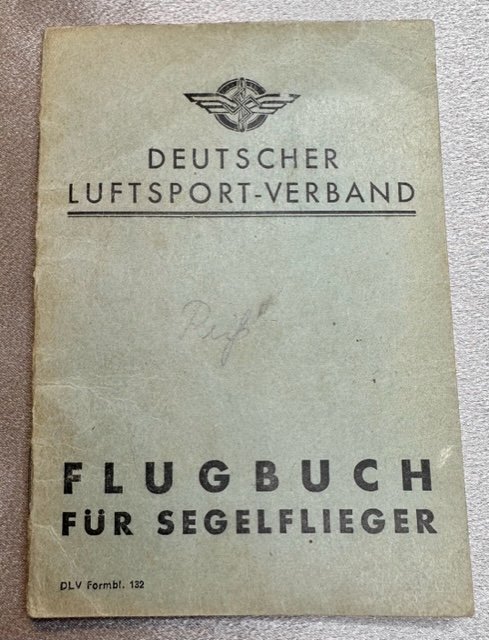 DEUTSCHER
LUFTSPORT-VERBAND
FLUGBUCH
FÜR SEGELFLIEGER
DLV Formbl. 132